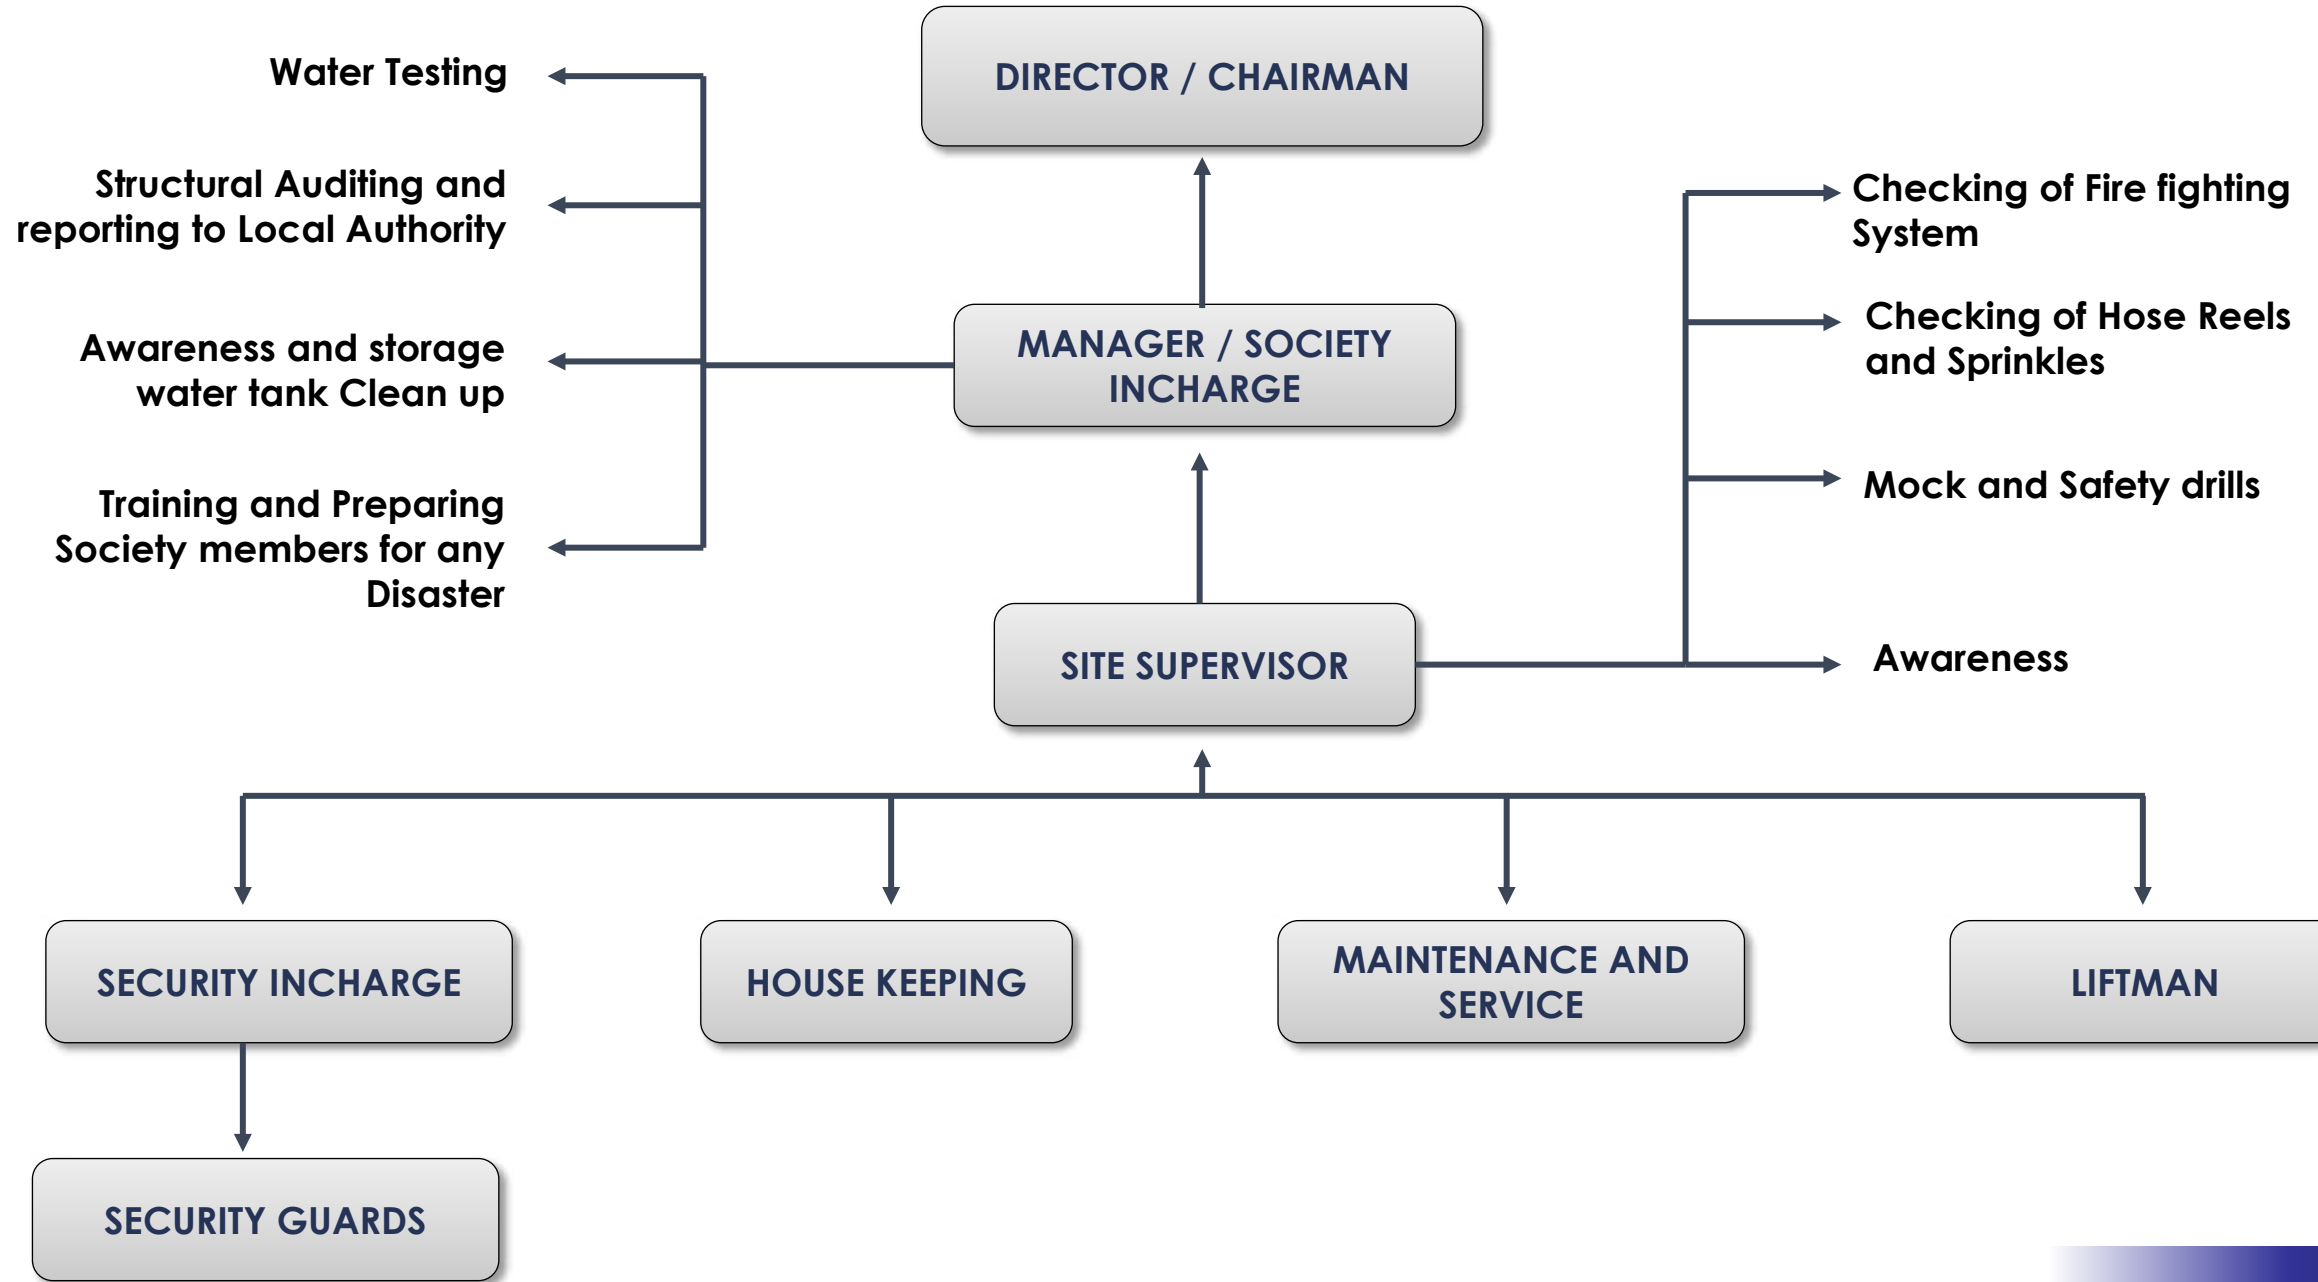 DIRECTOR / CHAIRMAN
Water Testing
Structural Auditing and
reporting to Local Authority
Awareness and storage
water tank Clean up
Training and Preparing
Society members for any
Disaster
MANAGER / SOCIETY
INCHARGE
Checking of Fire fighting
System
Checking of Hose Reels
and Sprinkles
Mock and Safety drills
Awareness
SITE SUPERVISOR
SECURITY INCHARGE
HOUSE KEEPING
MAINTENANCE AND
SERVICE
LIFTMAN
SECURITY GUARDS